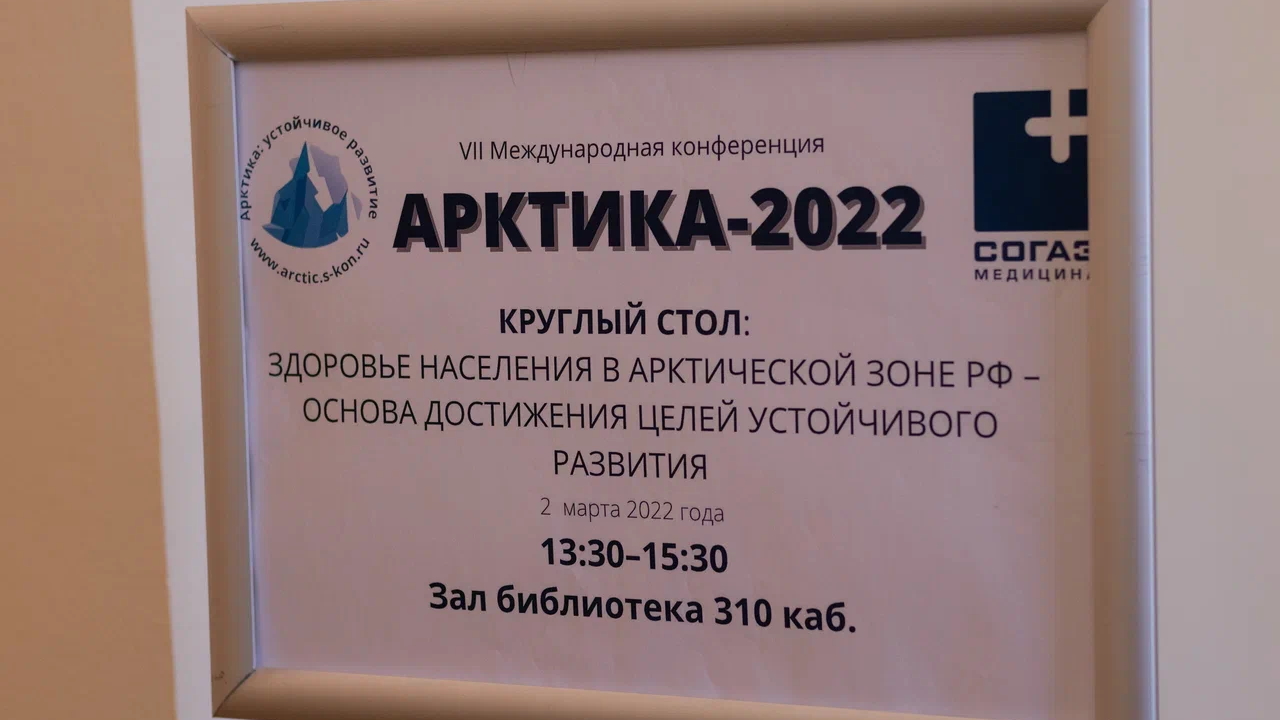 Арктика: устойчивое развитие
www.arctic.s-kon.ru
VII Международная конференция
АРКТИКА-2022
СОГАЗ
МЕДИЦИНА
КРУГЛЫЙ СТОЛ:
ЗДОРОВЬЕ НАСЕЛЕНИЯ В АРКТИЧЕСКОЙ ЗОНЕ РФ –
ОСНОВА ДОСТИЖЕНИЯ ЦЕЛЕЙ УСТОЙЧИВОГО
РАЗВИТИЯ
2 марта 2022 года
13:30–15:30
Зал библиотека 310 каб.